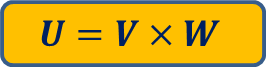 U = V × W